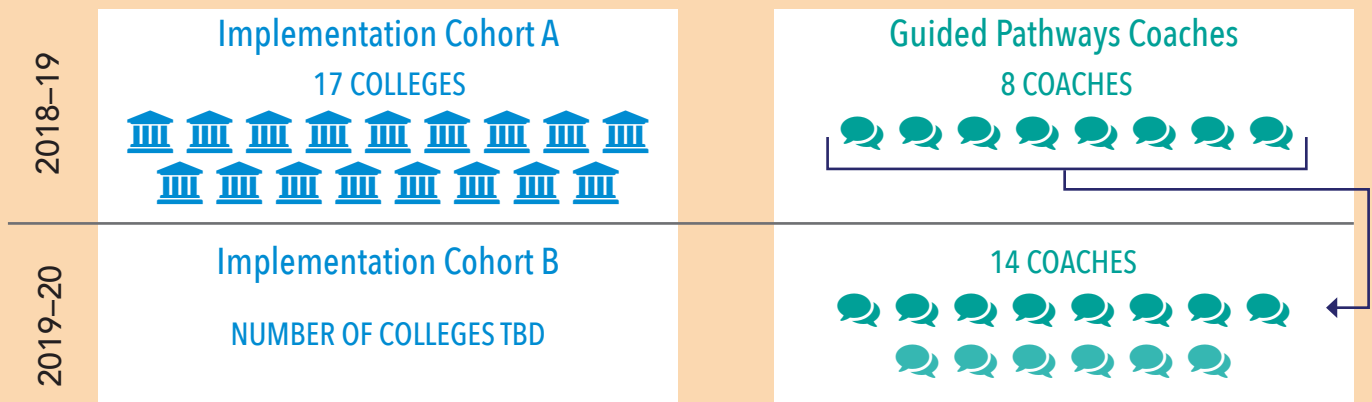 2018–19
Implementation Cohort A
17 COLLEGES
Guided Pathways Coaches
8 COACHES
2019–20
Implementation Cohort B
NUMBER OF COLLEGES TBD
14 COACHES